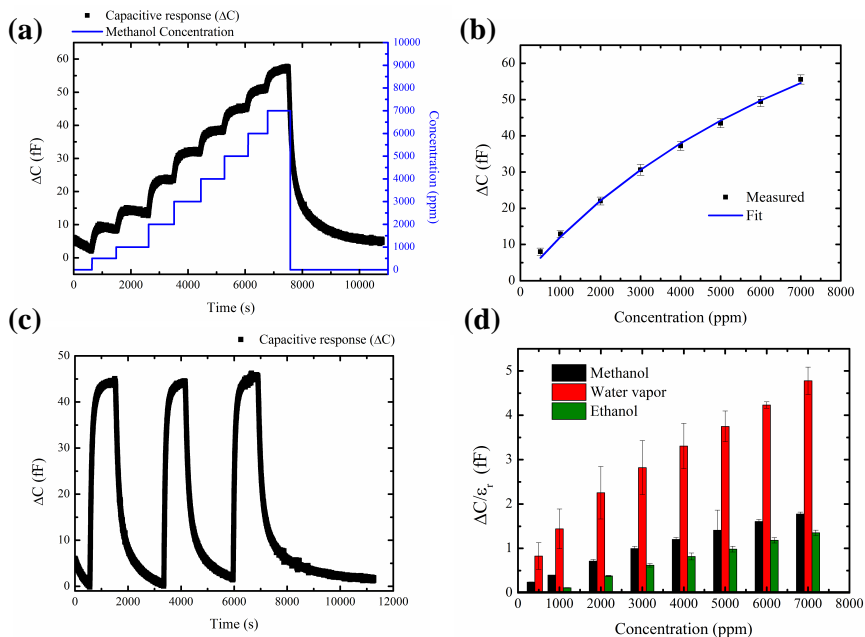 (a)
Capacitive response (ΔC)
Methanol Concentration
60
50
40
30
20
10
0
ΔC (fF)
10000
9000
8000
7000
6000
5000
4000
3000
2000
1000
0
Concentration (ppm)
0 2000 4000 6000 8000 10000
Time (s)
(b)
60
50
40
30
20
10
0
ΔC (fF)
Measured
Fit
0 1000 2000 3000 4000 5000 6000 7000 8000
Concentration (ppm)
(c)
Capacitive response (ΔC)
50
40
30
20
10
0
ΔC (fF)
0 2000 4000 6000 8000 10000 12000
Time (s)
(d)
Methanol
Water vapor
Ethanol
5
4
3
2
1
0
ΔC/εr (fF)
1000 2000 3000 4000 5000 6000 7000 8000
Concentration (ppm)